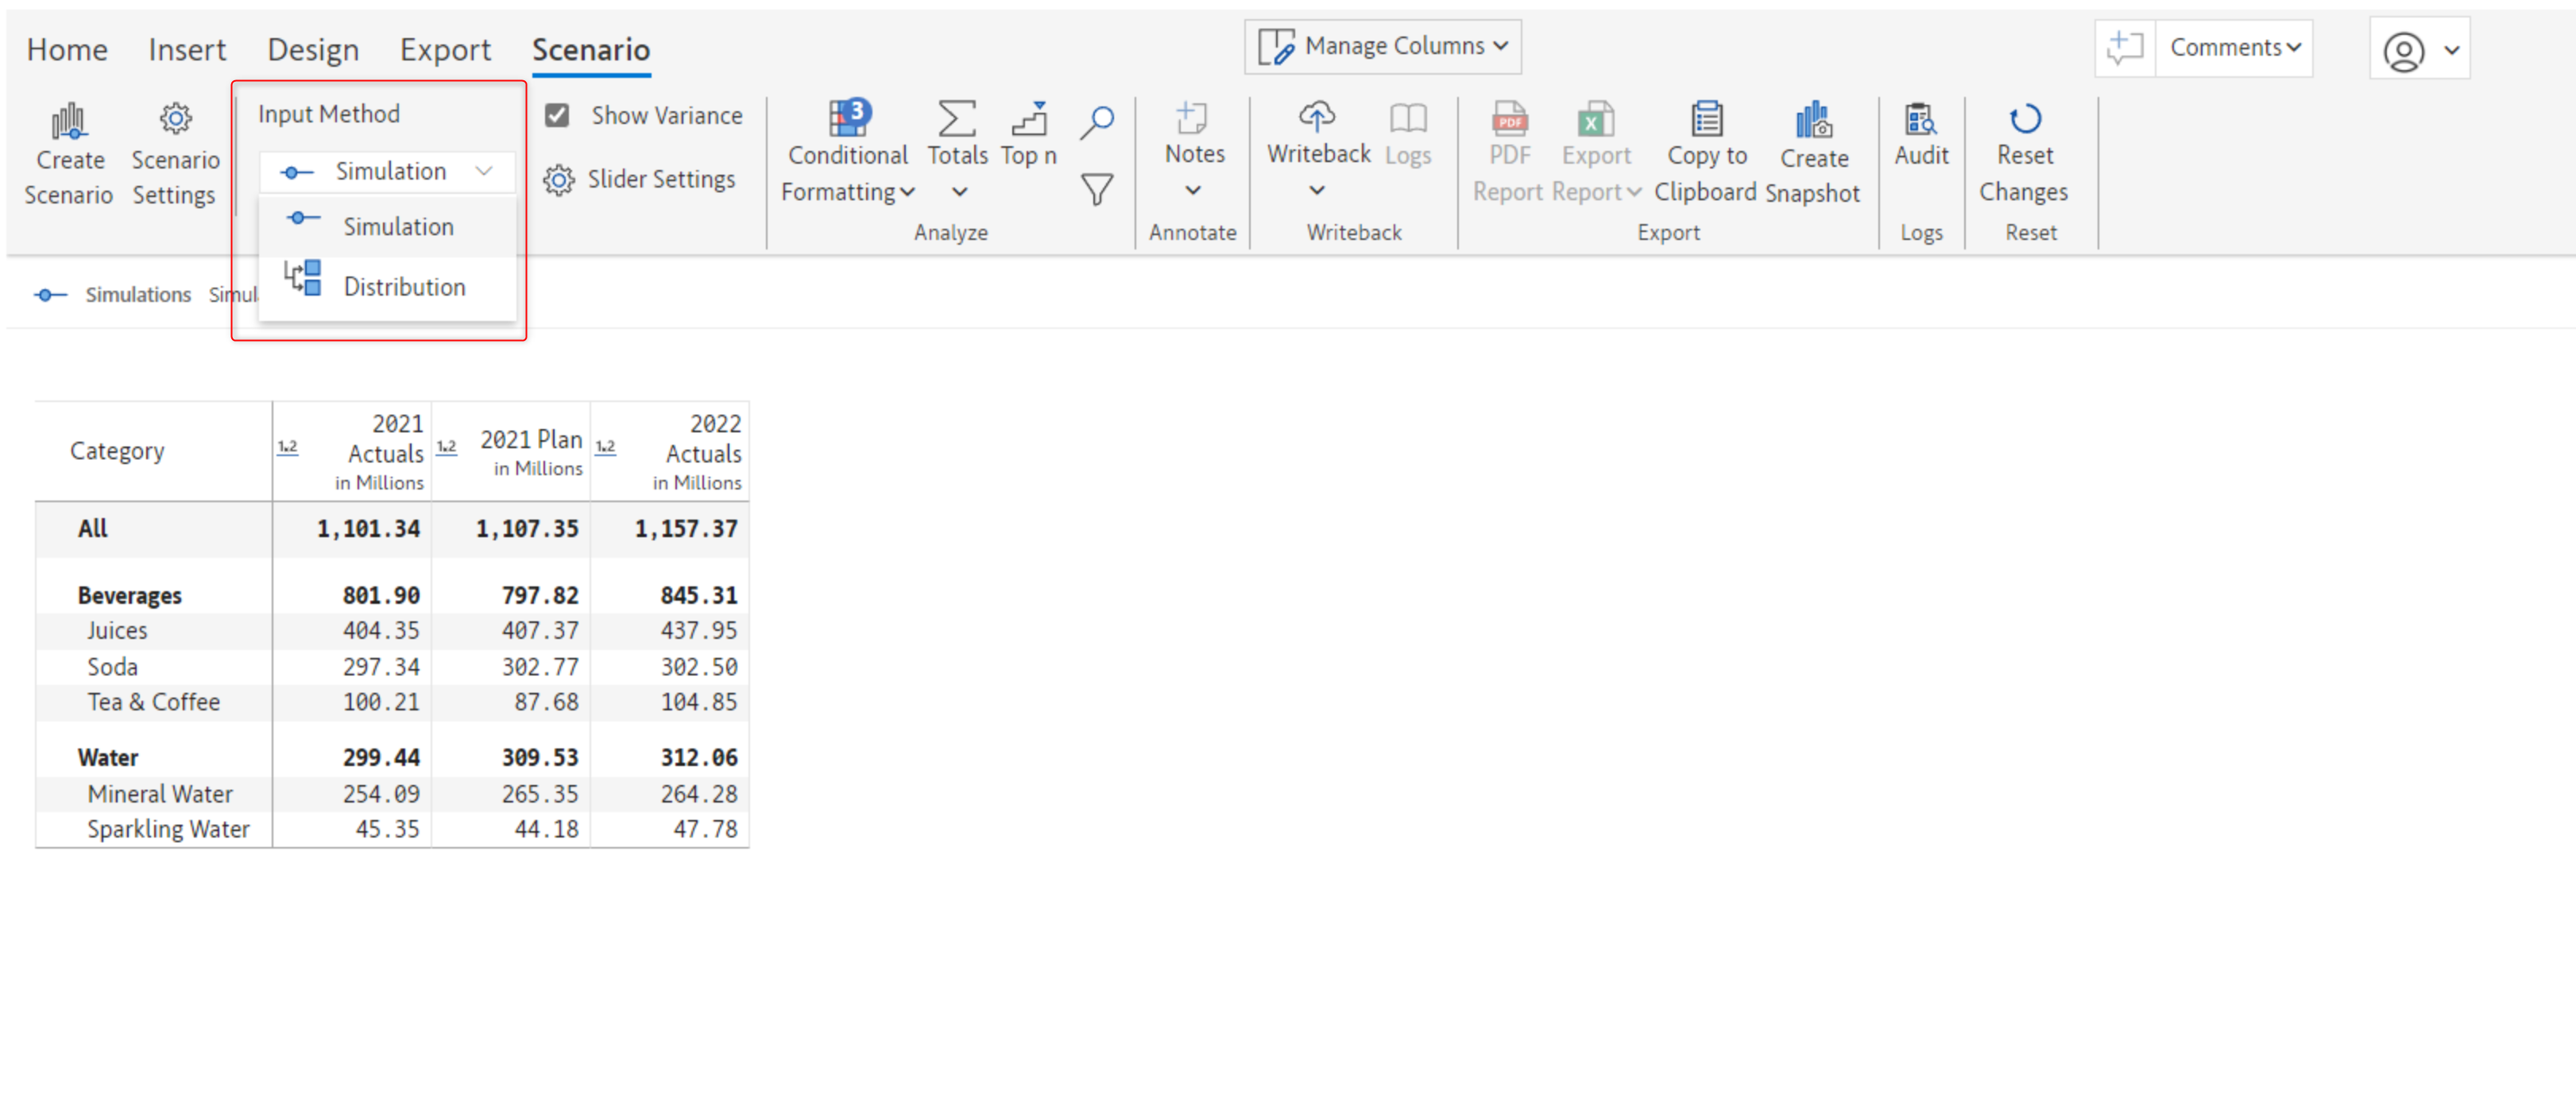 Home Insert Design Export Scenario Manage Columns Comments
Input Method Show Variance 3
Create Scenario Simulation Slider Settings Conditional Totals Top n Notes Writeback Logs PDF Export Copy to Create Audit Reset
Scenario Settings Formatting Report Report Clipboard Snapshot Changes
Simulation Analyze Annotate Writeback Export Logs Reset
Distribution
Simulations Simul
Category 2021 Actuals in Millions 2021 Plan in Millions 2022 Actuals in Millions
All 1,101.34 1,107.35 1,157.37
Beverages 801.90 797.82 845.31
Juices 404.35 407.37 437.95
Soda 297.34 302.77 302.50
Tea & Coffee 100.21 87.68 104.85
Water 299.44 309.53 312.06
Mineral Water 254.09 265.35 264.28
Sparkling Water 45.35 44.18 47.78